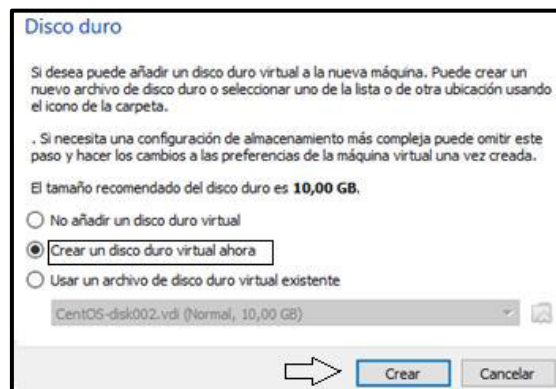 Disco duro
Si desea puede añadir un disco duro virtual a la nueva máquina. Puede crear un
nuevo archivo de disco duro o seleccionar uno de la lista o de otra ubicación usando
el icono de la carpeta.
. Si necesita una configuración de almacenamiento más compleja puede omitir este
paso y hacer los cambios a las preferencias de la máquina virtual una vez creada.
El tamaño recomendado del disco duro es 10,00 GB.
No añadir un disco duro virtual
Crear un disco duro virtual ahora
Usar un archivo de disco duro virtual existente
CentOS-disk002.vdi (Normal, 10,00 GB)
Crear
Cancelar